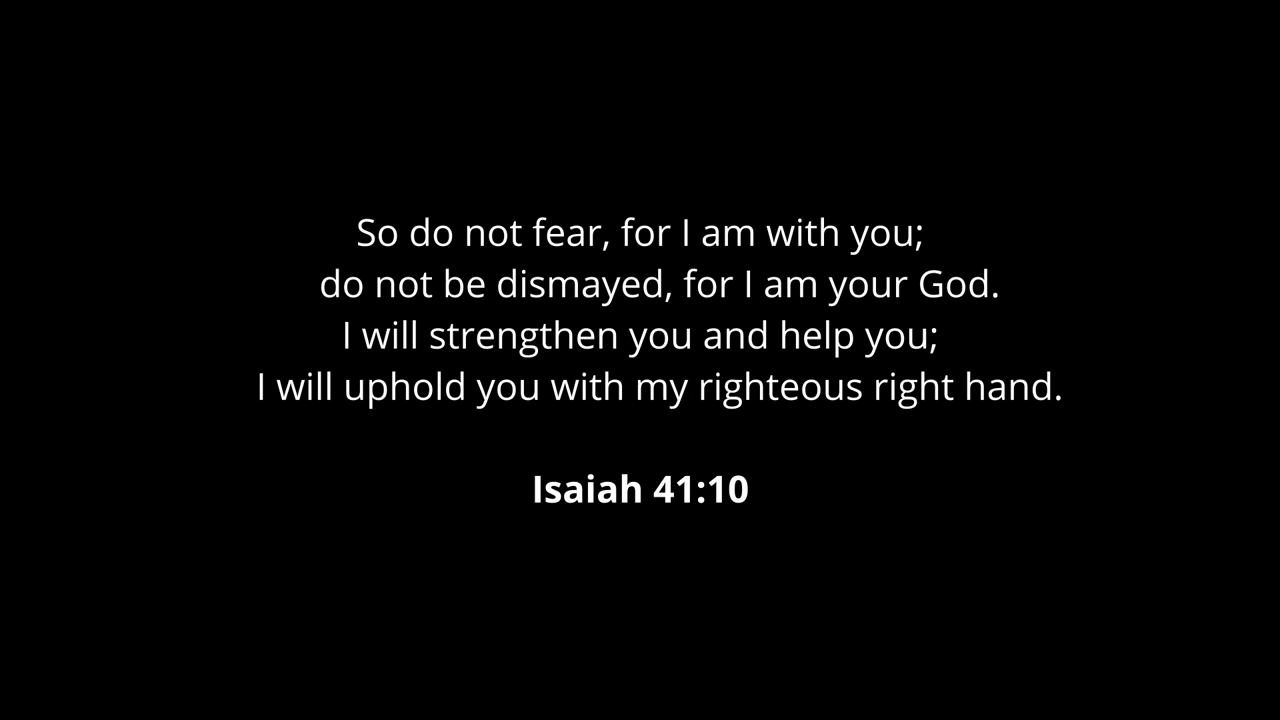 So do not fear, for I am with you;
do not be dismayed, for I am your God.
I will strengthen you and help you;
I will uphold you with my righteous right hand.
Isaiah 41:10